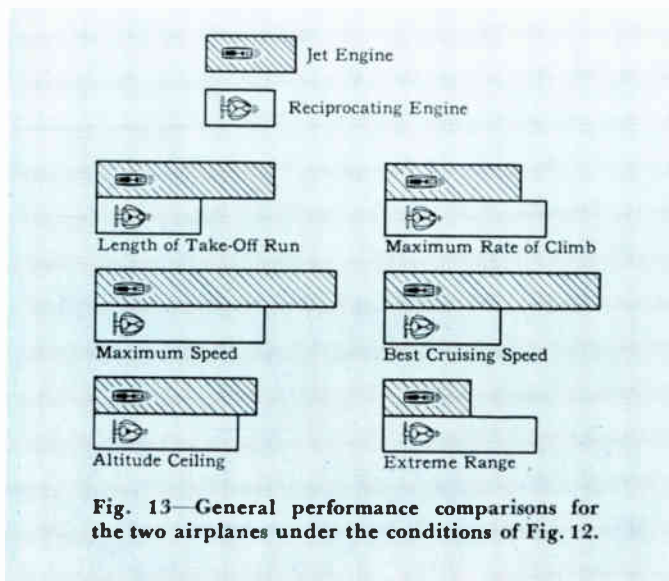 Jet Engine
Reciprocating Engine
Length of Take-Off Run
Maximum Rate of Climb
Maximum Speed
Best Cruising Speed
Altitude Ceiling
Extreme Range
Fig. 13—General performance comparisons for
the two airplanes under the conditions of Fig. 12.